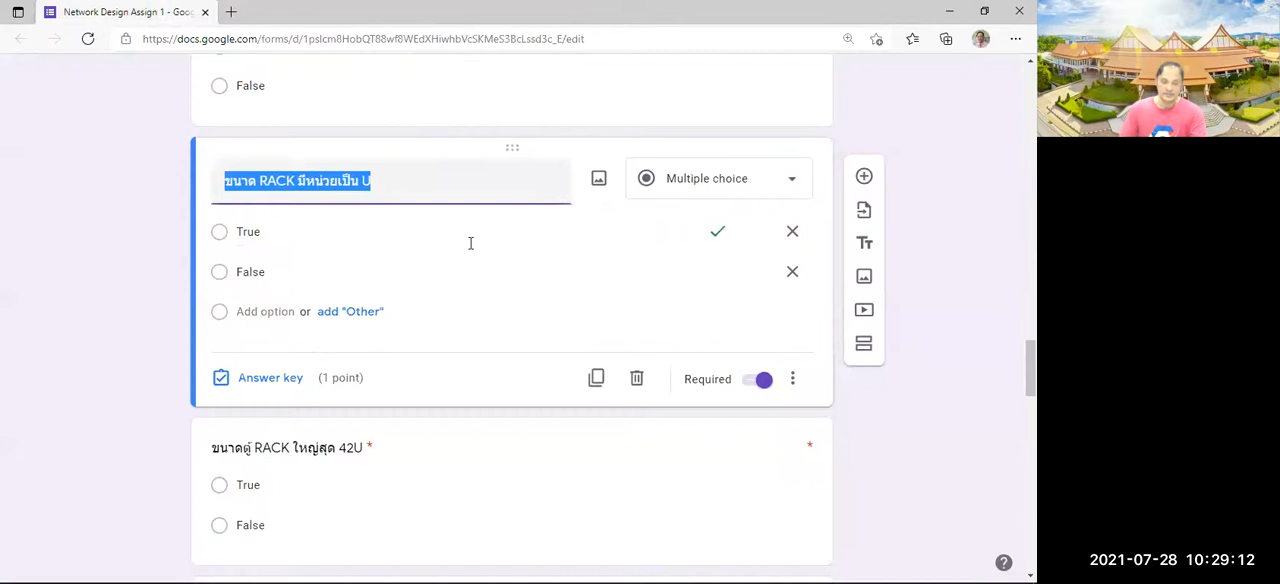 Network Design Assign 1 - Goo
https://docs.google.com/forms/d/1pslcm8HobQT88wf8WEdXHiwhbVcSKMeS3BcLssd3c_E/edit
False
ขนาด RACK มีหน่วยเป็น U
Multiple choice
True
False
Add option or add "Other"
Answer key (1 point)
Required
ขนาดตู้ RACK ใหญ่สุด 42U *
*
True
False
2021-07-28 10:29:12